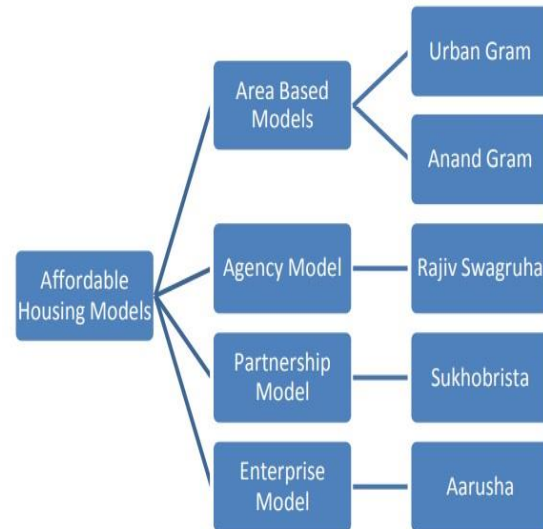 Affordable
Housing Models
Area Based
Models
Urban Gram
Anand Gram
Agency Model
Rajiv Swagruha
Partnership
Model
Sukhobrista
Enterprise
Model
Aarusha